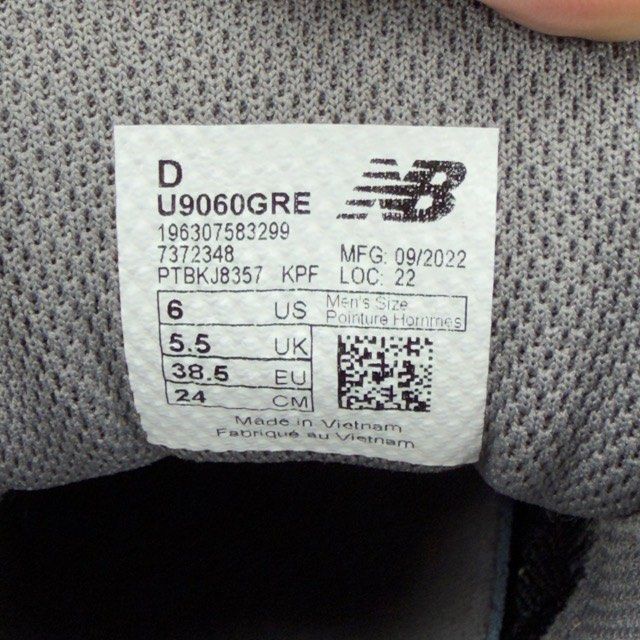 D
U9060GRE
NB
196307583299
7372348 MFG: 09/2022
PTBKJ8357 KPF LOC: 22
6 US Men's Size
Pointure Hommes
5.5 UK
38.5 EU
24 CM
Made in Vietnam
Fabriqué au Vietnam